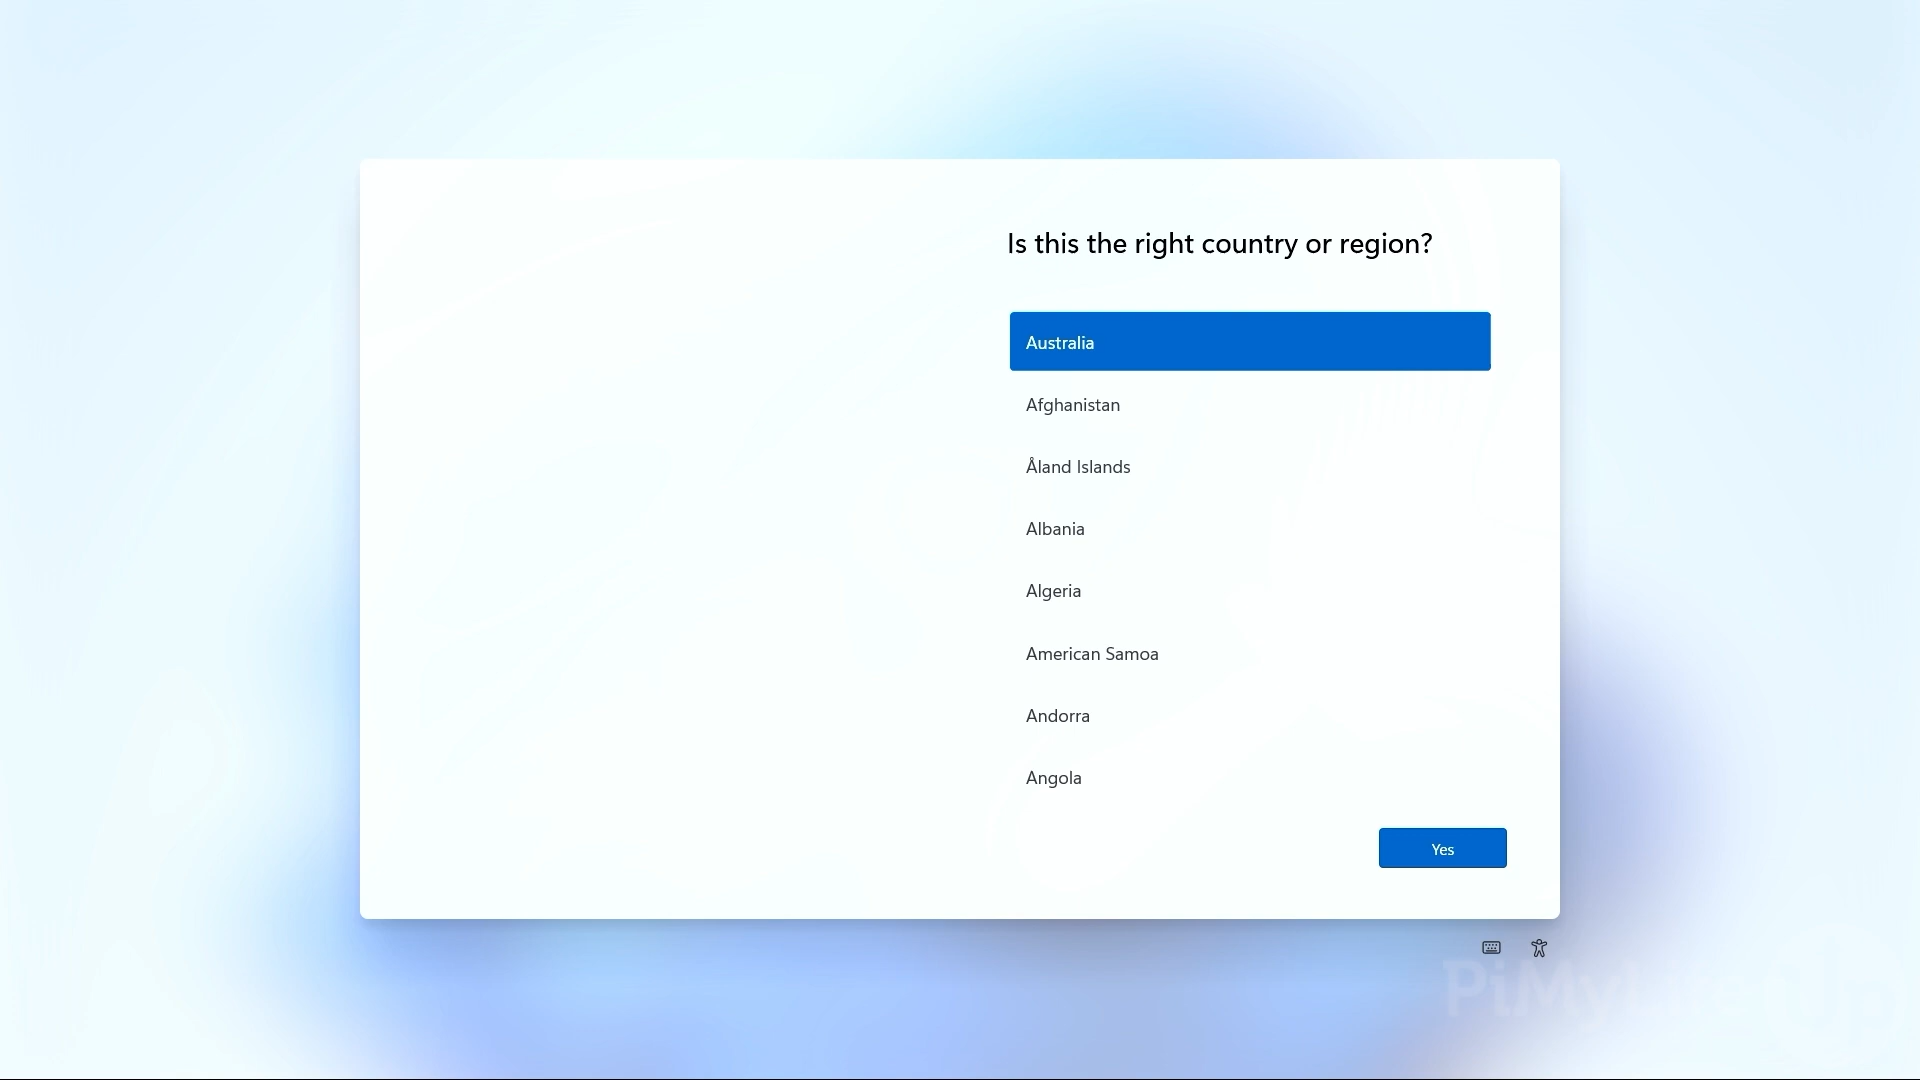 Is this the right country or region?
Australia
Afghanistan
Åland Islands
Albania
Algeria
American Samoa
Andorra
Angola
Yes